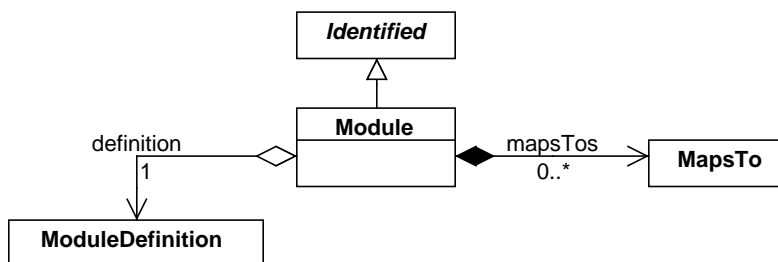 Identified
Module
definition
1
mapsTos
0..*
MapsTo
ModuleDefinition